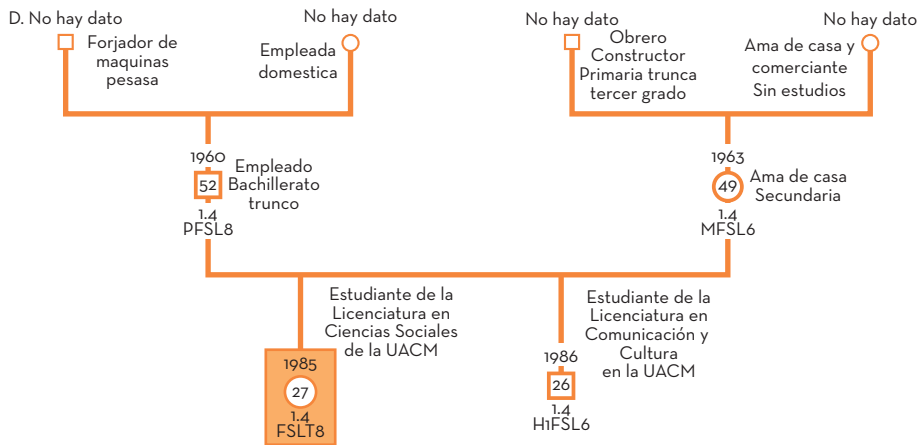 D. No hay dato
No hay dato
No hay dato
No hay dato
Forjador de
maquinas
pesasa
Empleada
domestica
Obrero
Constructor
Primaria trunca
tercer grado
Ama de casa y
comerciante
Sin estudios
1960
52
Empleado
Bachillerato
trunco
1.4
PFSL8
1963
49
Ama de casa
Secundaria
1.4
MFSL6
Estudiante de la
Licenciatura en
Ciencias Sociales
de la UACM
1985
27
1.4
FSLT8
Estudiante de la
Licenciatura en
Comunicación y
Cultura
en la UACM
1986
26
1.4
H1FSL6